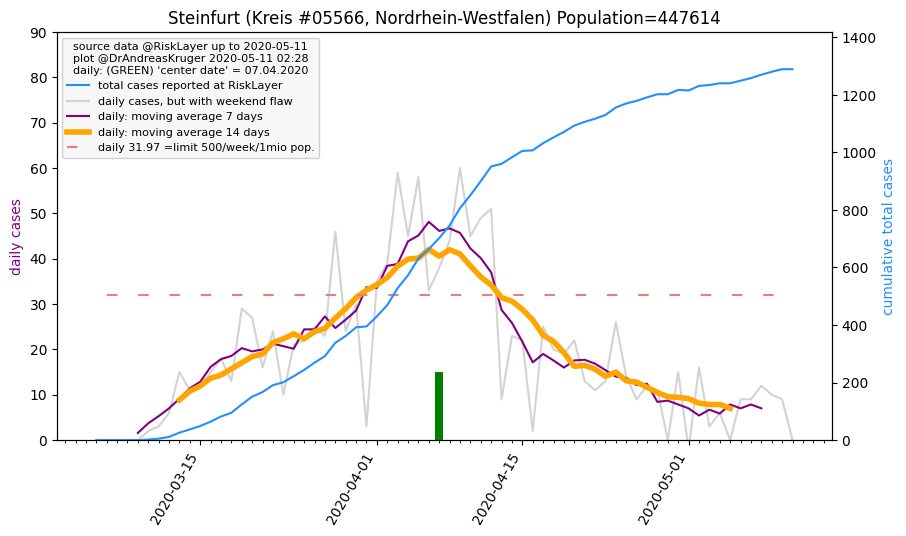 Steinfurt (Kreis #05566, Nordrhein-Westfalen) Population=447614
source data @RiskLayer up to 2020-05-11
plot @DrAndreasKruger 2020-05-11 02:28
daily: (GREEN) 'center date' = 07.04.2020
total cases reported at RiskLayer
daily cases, but with weekend flaw
daily: moving average 7 days
daily: moving average 14 days
daily 31.97 =limit 500/week/1mio pop.
daily cases
90
80
70
60
50
40
30
20
10
0
cumulative total cases
1400
1200
1000
800
600
400
200
0
2020-03-15
2020-04-01
2020-04-15
2020-05-01